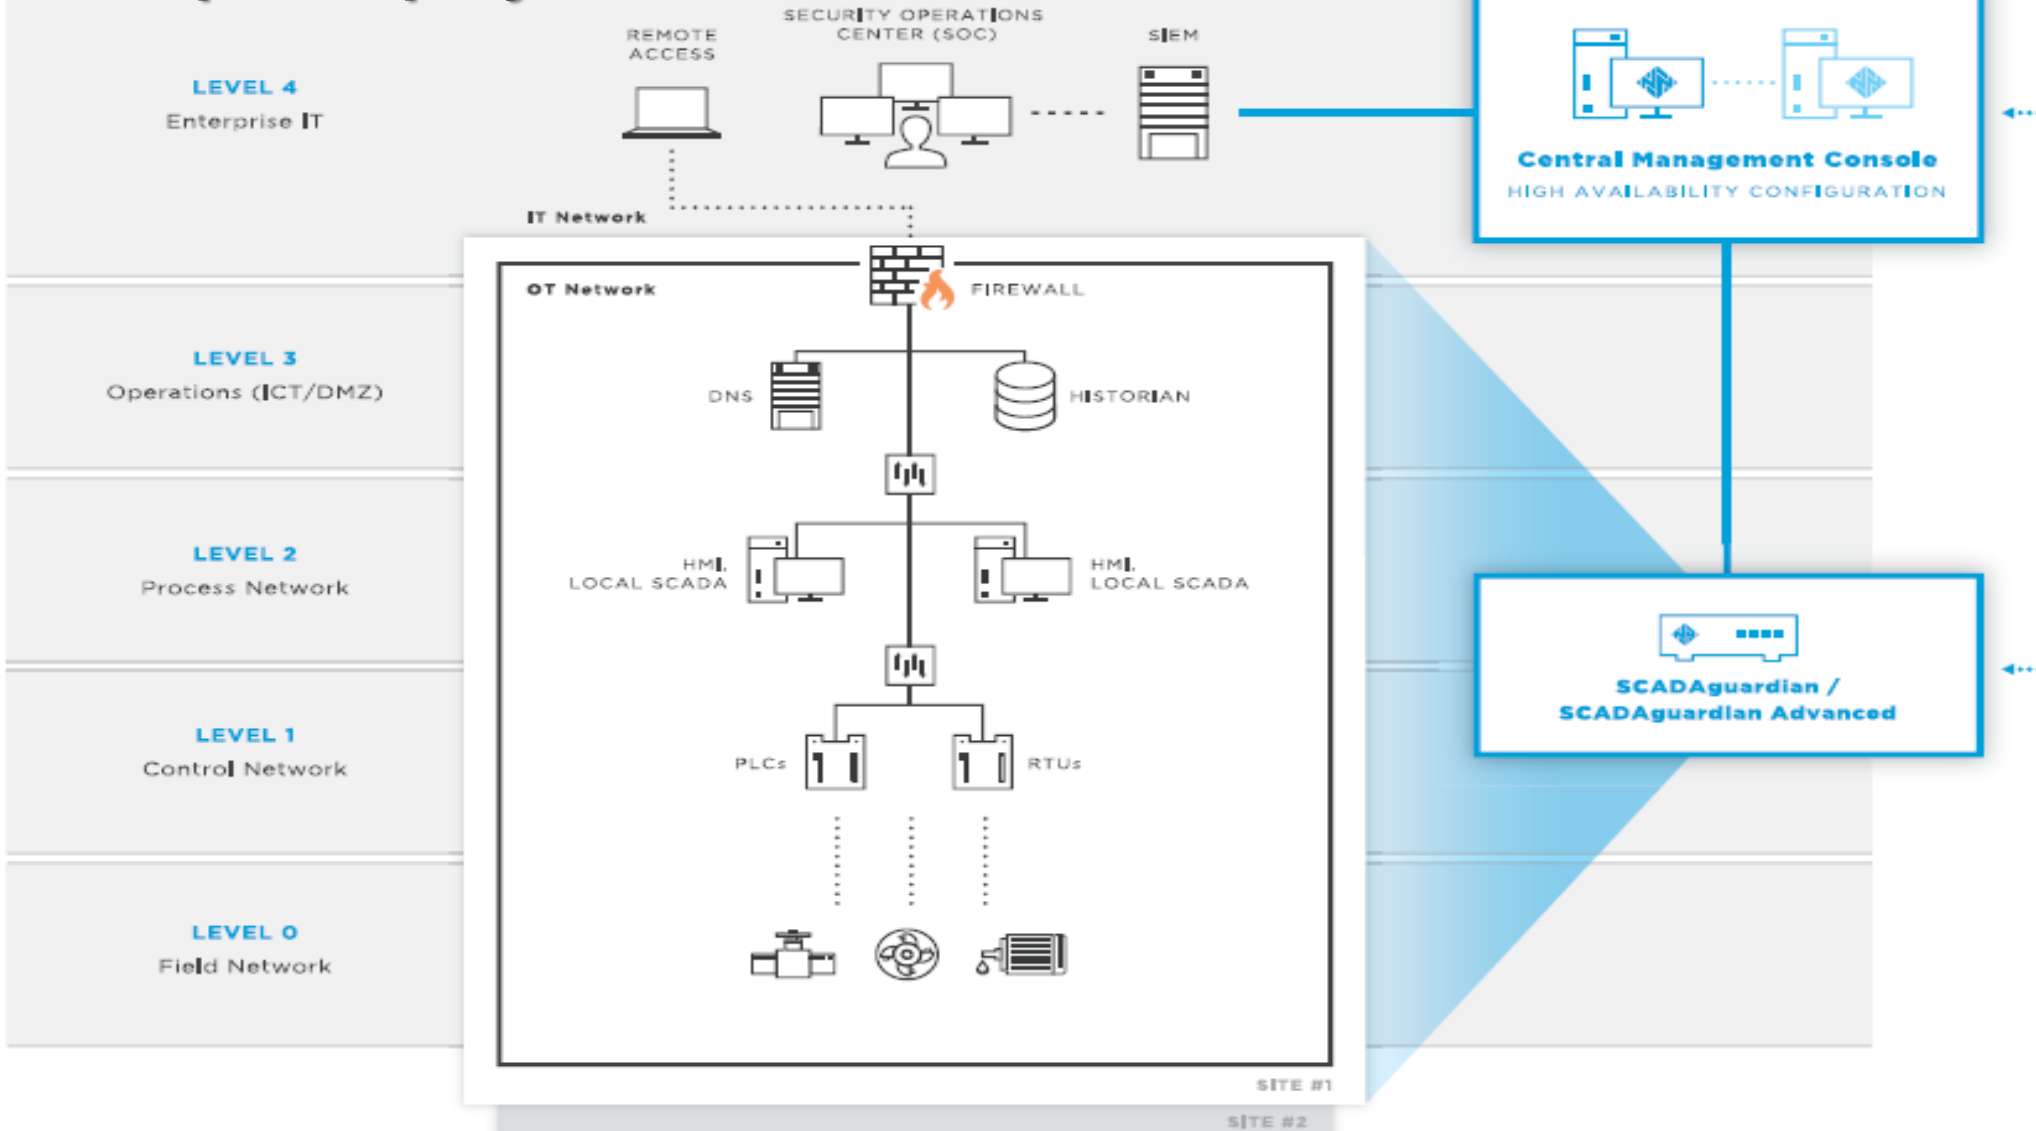 SECURITY OPERATIONS
CENTER (SOC)
REMOTE
ACCESS
SIEM
LEVEL 4
Enterprise IT
Central Management Console
HIGH AVAILABILITY CONFIGURATION
IT Network
OT Network
FIREWALL
LEVEL 3
Operations (ICT/DMZ)
DNS
HISTORIAN
LEVEL 2
Process Network
HMI,
LOCAL SCADA
HMI,
LOCAL SCADA
SCADAguardian /
SCADAguardian Advanced
LEVEL 1
Control Network
PLCs
RTUs
LEVEL 0
Field Network
SITE #1
SITE #2